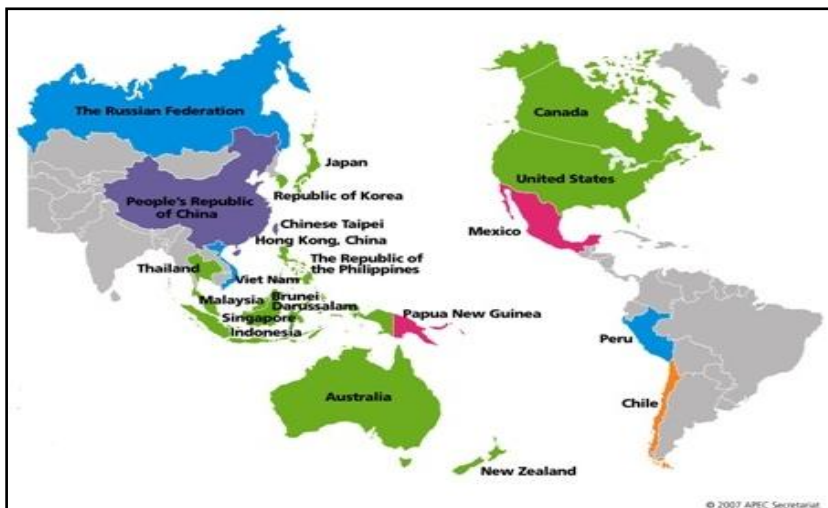 The Russian Federation
Canada
Japan
United States
People's Republic
of China
Republic of Korea
Mexico
Chinese Taipei
Hong Kong, China
The Republic of
the Philippines
Thailand
Viet Nam
Malaysia
Brunei
Darussalam
Singapore
Indonesia
Papua New Guinea
Peru
Australia
Chile
New Zealand
© 2007 APEC Secretariat.